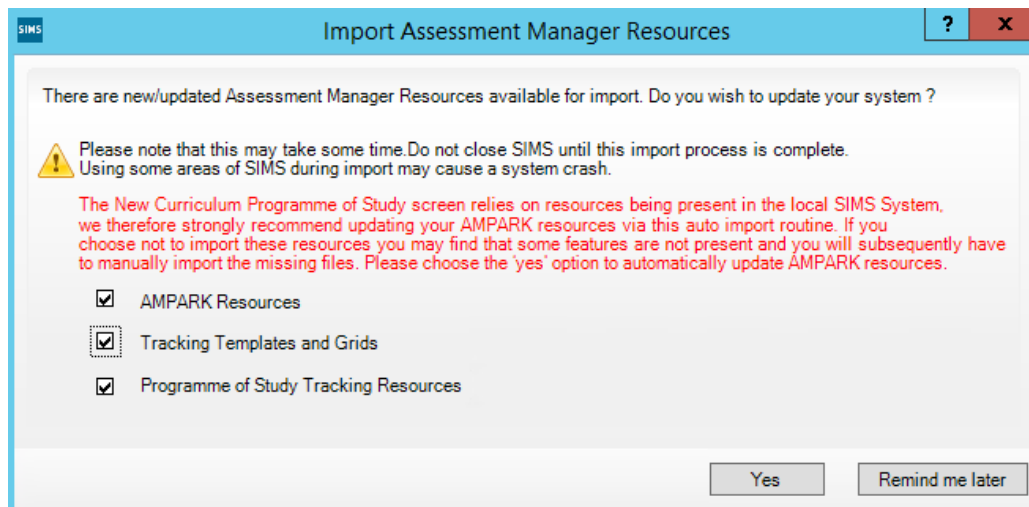 SIMS
Import Assessment Manager Resources
? x
There are new/updated Assessment Manager Resources available for import. Do you wish to update your system ?
Please note that this may take some time.Do not close SIMS until this import process is complete.
Using some areas of SIMS during import may cause a system crash.
The New Curriculum Programme of Study screen relies on resources being present in the local SIMS System,
we therefore strongly recommend updating your AMPARK resources via this auto import routine. If you
choose not to import these resources you may find that some features are not present and you will subsequently have
to manually import the missing files. Please choose the 'yes' option to automatically update AMPARK resources.
AMPARK Resources
Tracking Templates and Grids
Programme of Study Tracking Resources
Yes
Remind me later